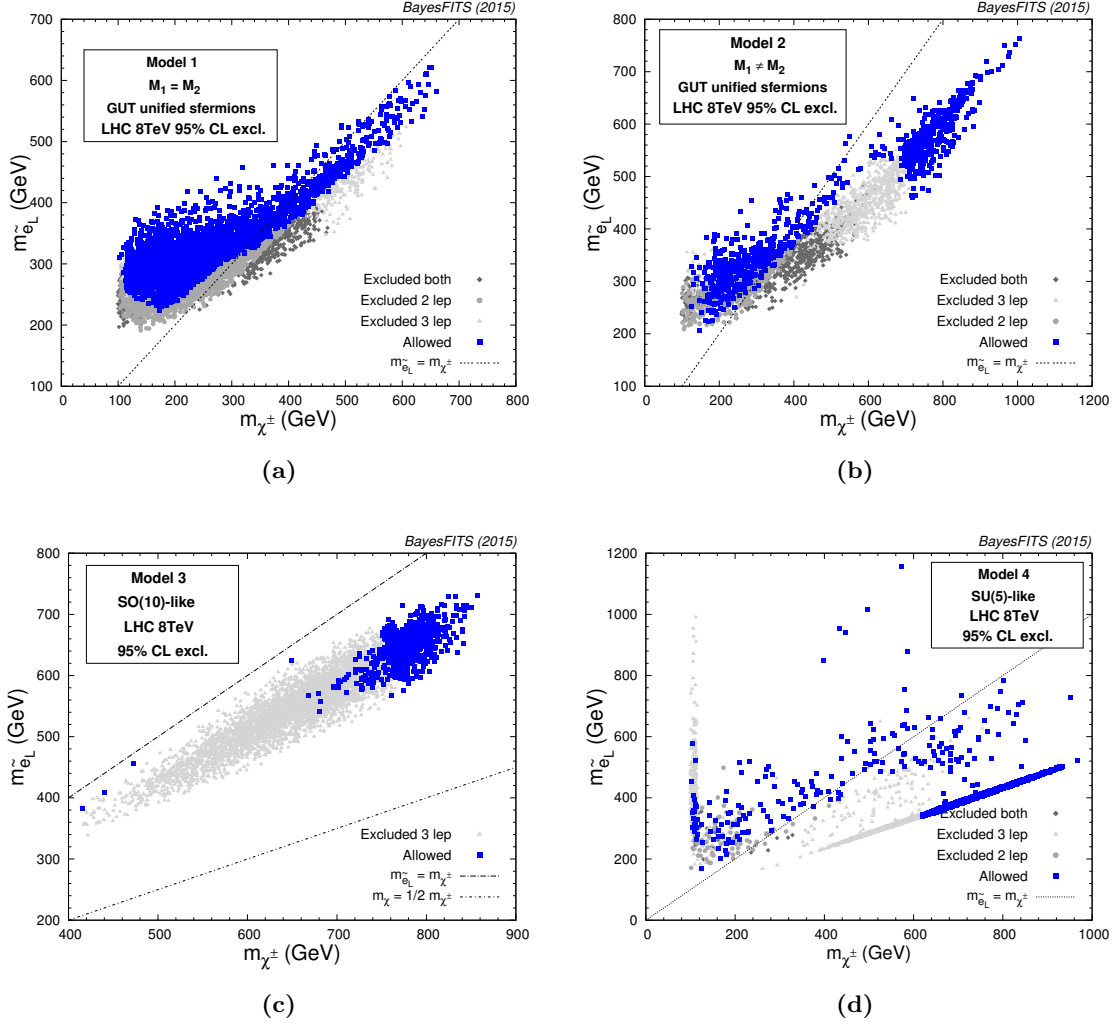 BayesFITS (2015)
Model 1
M1 = M2
GUT unified sfermions
LHC 8TeV 95% CL excl.
700
600
500
400
300
200
100
mẽL (GeV)
Excluded both
Excluded 2 lep
Excluded 3 lep
Allowed
mẽL = mχ±
0 100 200 300 400 500 600 700 800
mχ± (GeV)
(a)
BayesFITS (2015)
Model 2
M1 ≠ M2
GUT unified sfermions
LHC 8TeV 95% CL excl.
800
700
600
500
400
300
200
100
mẽL (GeV)
Excluded both
Excluded 3 lep
Excluded 2 lep
Allowed
mẽL = mχ±
0 200 400 600 800 1000 1200
mχ± (GeV)
(b)
BayesFITS (2015)
Model 3
SO(10)-like
LHC 8TeV
95% CL excl.
800
700
600
500
400
300
200
mẽL (GeV)
Excluded 3 lep
Allowed
mẽL = mχ±
mχ = 1/2 mχ±
400 500 600 700 800 900
mχ± (GeV)
(c)
BayesFITS (2015)
Model 4
SU(5)-like
LHC 8TeV
95% CL excl.
1200
1000
800
600
400
200
0
mẽL (GeV)
Excluded both
Excluded 3 lep
Excluded 2 lep
Allowed
mẽL = mχ±
0 200 400 600 800 1000
mχ± (GeV)
(d)